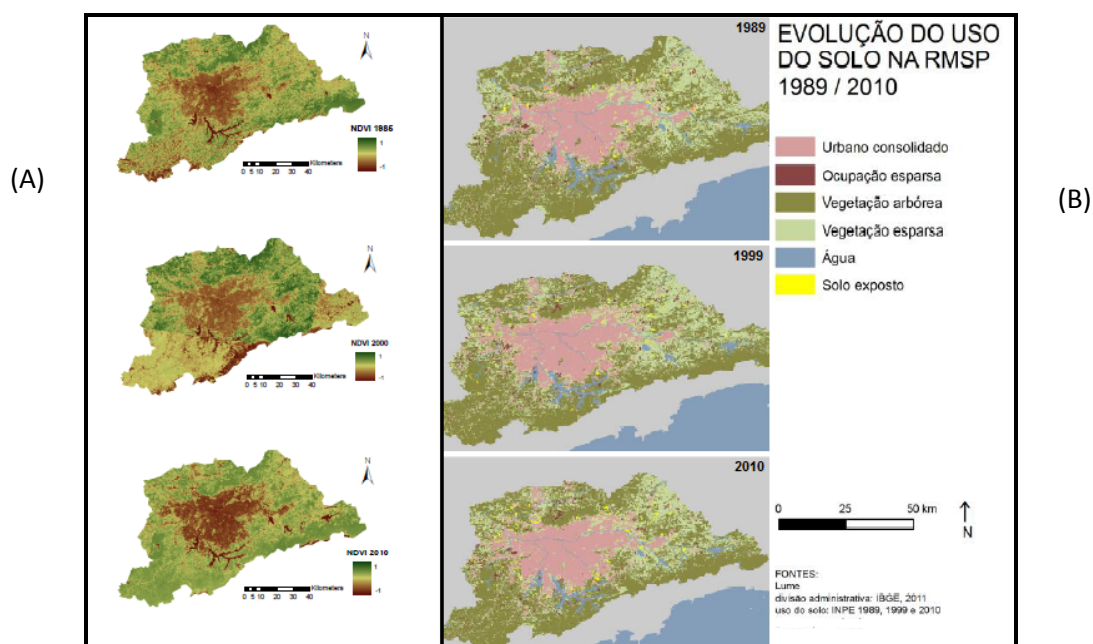 (A)
N
NDVI 1985
1
-1
Kilometers
0 5 10 20 30 40
N
NDVI 2000
1
-1
Kilometers
0 5 10 20 30 40
N
NDVI 2010
1
-1
Kilometers
0 5 10 20 30 40
1989
1999
2010
EVOLUÇÃO DO USO
DO SOLO NA RMSP
1989 / 2010
Urbano consolidado
Ocupação esparsa
Vegetação arbórea
Vegetação esparsa
Água
Solo exposto
0 25 50 km
N
FONTES:
Lume
divisão administrativa: IBGE, 2011
uso do solo: INPE 1989, 1999 e 2010
(B)